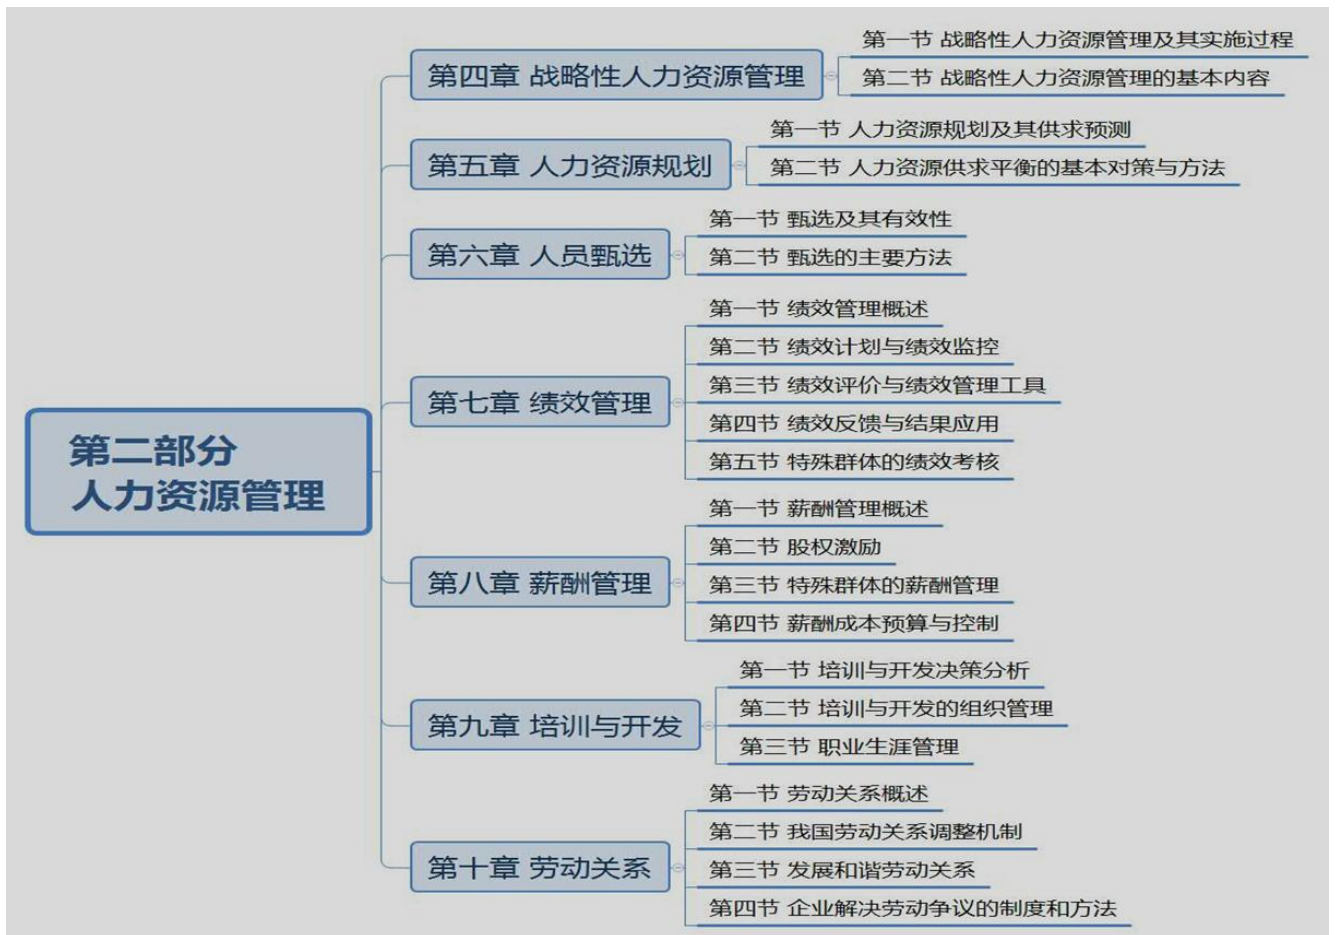 第二部分
人力资源管理
第四章 战略性人力资源管理
第一节 战略性人力资源管理及其实施过程
第二节 战略性人力资源管理的基本内容
第五章 人力资源规划
第一节 人力资源规划及其供求预测
第二节 人力资源供求平衡的基本对策与方法
第六章 人员甄选
第一节 甄选及其有效性
第二节 甄选的主要方法
第七章 绩效管理
第一节 绩效管理概述
第二节 绩效计划与绩效监控
第三节 绩效评价与绩效管理工具
第四节 绩效反馈与结果应用
第五节 特殊群体的绩效考核
第八章 薪酬管理
第一节 薪酬管理概述
第二节 股权激励
第三节 特殊群体的薪酬管理
第四节 薪酬成本预算与控制
第九章 培训与开发
第一节 培训与开发决策分析
第二节 培训与开发的组织管理
第三节 职业生涯管理
第十章 劳动关系
第一节 劳动关系概述
第二节 我国劳动关系调整机制
第三节 发展和谐劳动关系
第四节 企业解决劳动争议的制度和方法